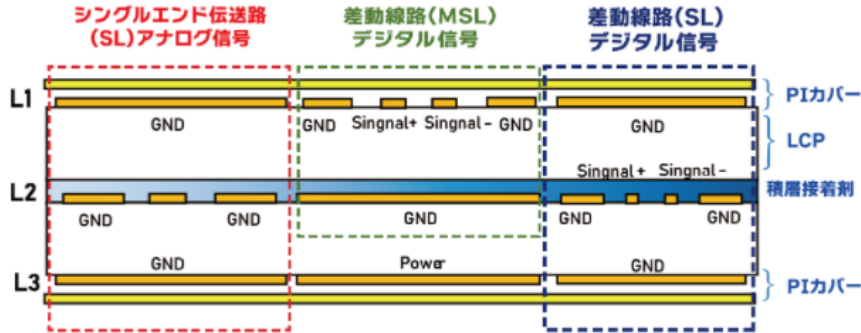 シングルエンド伝送路
(SL)アナログ信号
差動線路(MSL)
デジタル信号
差動線路(SL)
デジタル信号
L1
PIカバー
GND
GND Singnal+ Singnal- GND
GND
LCP
Singnal+ Singnal-
L2
積層接着剤
GND GND
GND
GND GND
GND
Power
GND
L3
PIカバー